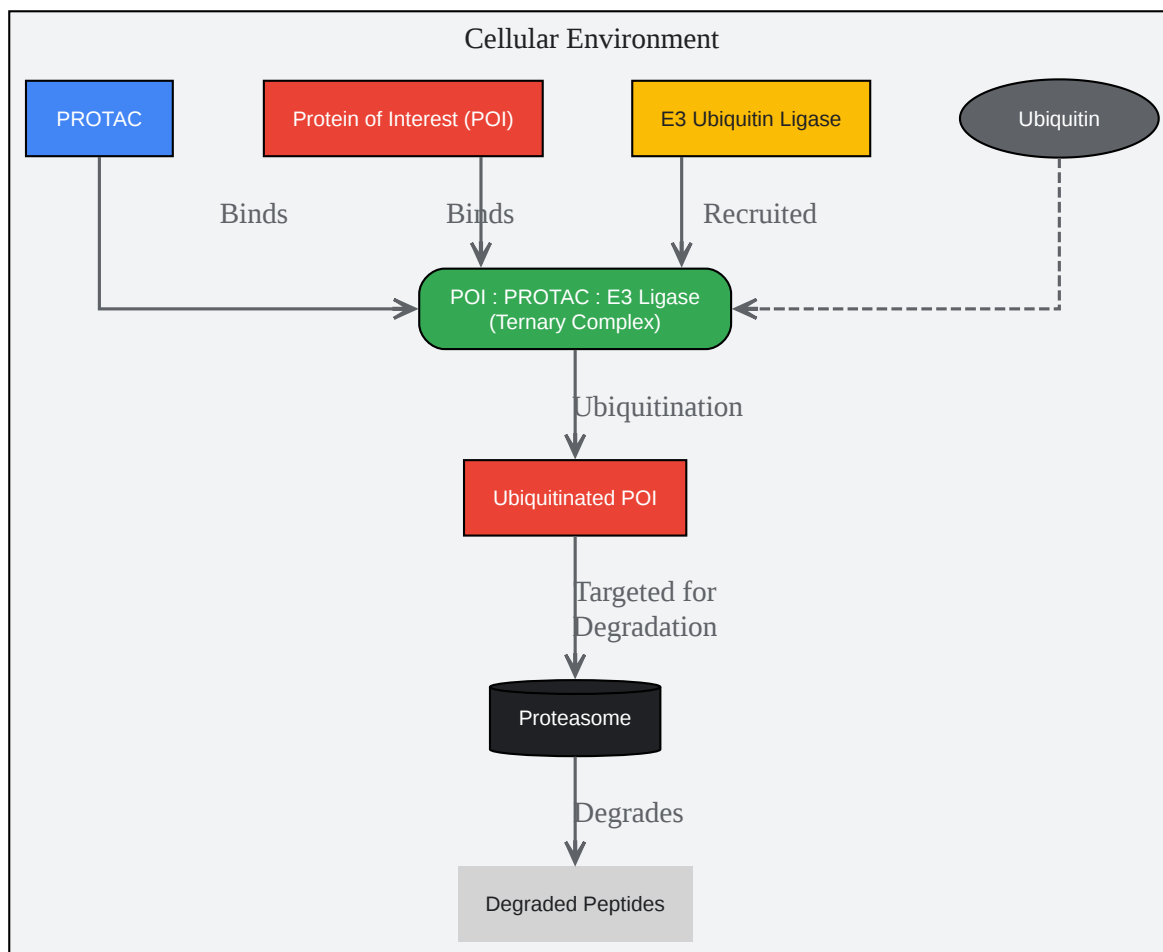 Cellular Environment
PROTAC
Protein of Interest (POI)
E3 Ubiquitin Ligase
Ubiquitin
Binds
Binds
Recruited
POI : PROTAC : E3 Ligase
(Ternary Complex)
Ubiquitination
Ubiquitinated POI
Targeted for
Degradation
Proteasome
Degrades
Degraded Peptides